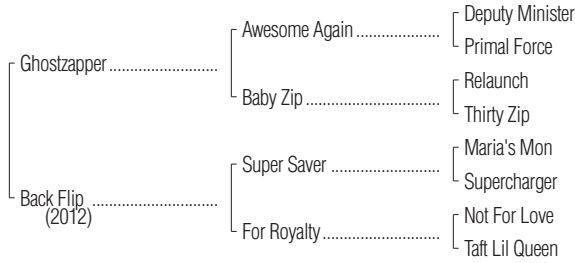 Deputy Minister
Awesome Again
Primal Force
Ghostzapper
Relaunch
Baby Zip
Thirty Zip
Maria's Mon
Super Saver
Supercharger
Back Flip
(2012)
Not For Love
For Royalty
Taft Lil Queen